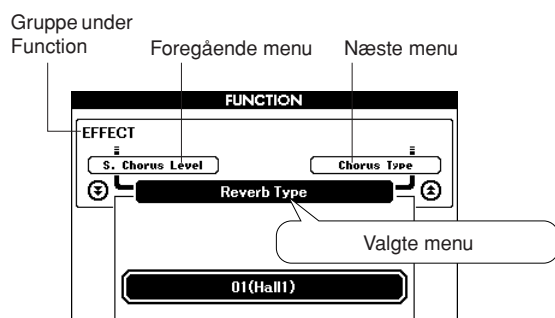 Gruppe under
Function
Foregående menu
Næste menu
FUNCTION
EFFECT
S. Chorus Level
Chorus Type
Reverb Type
Valgte menu
01(Hall1)